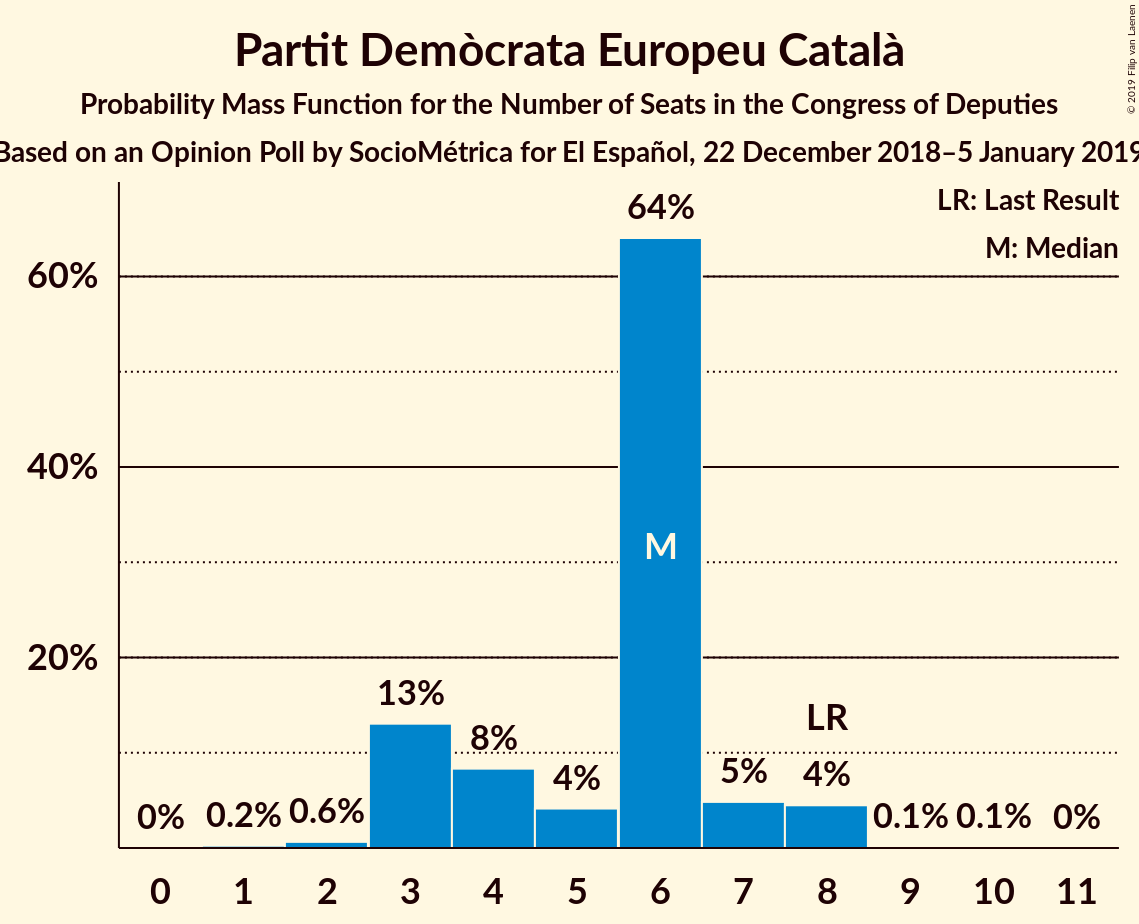 Partit Demòcrata Europeu Català
Probability Mass Function for the Number of Seats in the Congress of Deputies
Based on an Opinion Poll by SocioMétrica for El Español, 22 December 2018–5 January 2019
© 2019 Filip van Laenen
LR: Last Result
M: Median
60%
40%
20%
0%
0.2%
0.6%
13%
8%
4%
64%
M
5%
LR
4%
0.1%
0.1%
0%
0 1 2 3 4 5 6 7 8 9 10 11